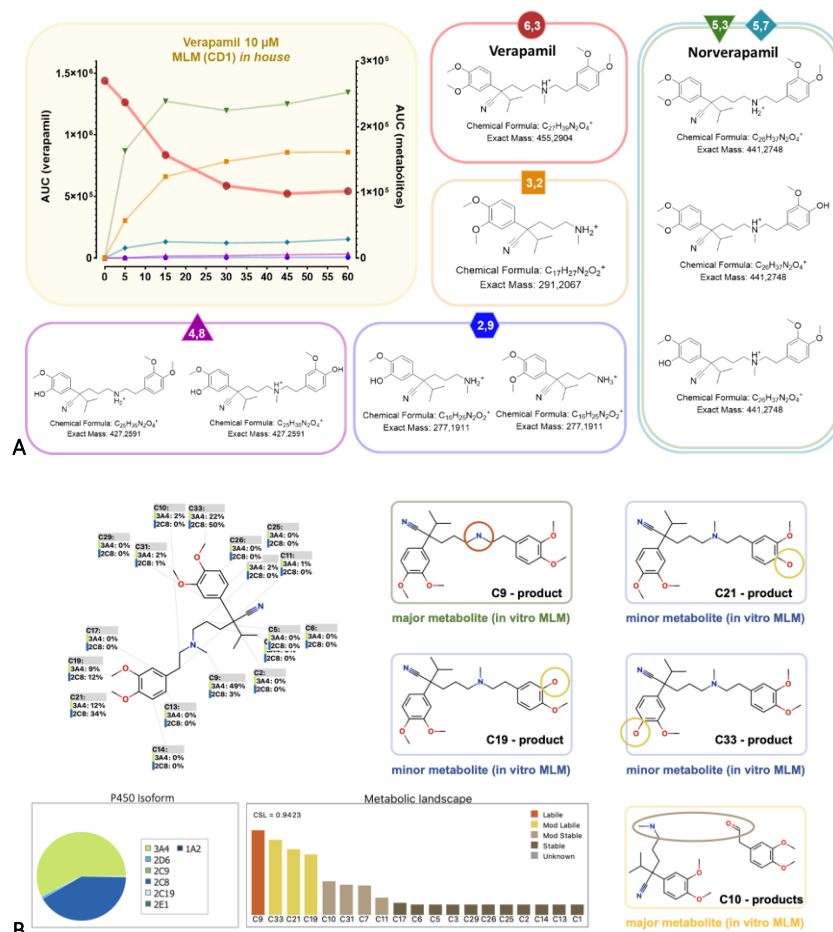 Verapamil 10 µM
MLM (CD1) in house
1.5×10⁶
1×10⁶
5×10⁵
0
AUC (verapamil)
3×10⁵
2×10⁵
1×10⁵
0
AUC (metabólitos)
0 5 10 15 20 25 30 35 40 45 50 55 60
6,3
Verapamil
N
NH⁺
Chemical Formula: C₂₇H₃₉N₂O₄⁺
Exact Mass: 455,2904
3,2
N
NH₂⁺
Chemical Formula: C₁₇H₂₇N₂O₂⁺
Exact Mass: 291,2067
5,3
5,7
Norverapamil
Chemical Formula: C₂₆H₃₇N₂O₄⁺
Exact Mass: 441,2748
OH
Chemical Formula: C₂₆H₃₇N₂O₄⁺
Exact Mass: 441,2748
HO
Chemical Formula: C₂₆H₃₇N₂O₄⁺
Exact Mass: 441,2748
4,8
Chemical Formula: C₂₅H₃₅N₂O₄⁺
Exact Mass: 427,2591
Chemical Formula: C₂₅H₃₅N₂O₄⁺
Exact Mass: 427,2591
2,9
Chemical Formula: C₁₆H₂₅N₂O₂⁺
Exact Mass: 277,1911
Chemical Formula: C₁₆H₂₅N₂O₂⁺
Exact Mass: 277,1911
A
C10:
3A4: 2%
2C8: 0%
C33:
3A4: 22%
2C8: 50%
C29:
3A4: 0%
2C8: 0%
C31:
3A4: 2%
2C8: 1%
C26:
3A4: 0%
2C8: 0%
C25:
3A4: 0%
2C8: 0%
3A4: 2%
2C8: 0%
C11:
3A4: 1%
2C8: 0%
C17:
3A4: 0%
2C8: 0%
C5:
3A4: 0%
2C8: 0%
C6:
3A4: 0%
2C8: 0%
C19:
3A4: 9%
2C8: 12%
C21:
3A4: 12%
2C8: 34%
C9:
3A4: 49%
2C8: 3%
C2:
3A4: 0%
2C8: 0%
C13:
3A4: 0%
2C8: 0%
C14:
3A4: 0%
2C8: 0%
C9 - product
major metabolite (in vitro MLM)
C21 - product
minor metabolite (in vitro MLM)
C19 - product
minor metabolite (in vitro MLM)
C33 - product
minor metabolite (in vitro MLM)
C10 - products
major metabolite (in vitro MLM)
P450 Isoform
3A4
2D6
2C9
2C8
2C19
2E1
1A2
Metabolic landscape
CSL = 0.9423
Labile
Mod Labile
Mod Stable
Stable
Unknown
C9 C33 C21 C19 C10 C31 C7 C11 C17 C6 C5 C3 C29 C26 C25 C2 C14 C13 C1
B